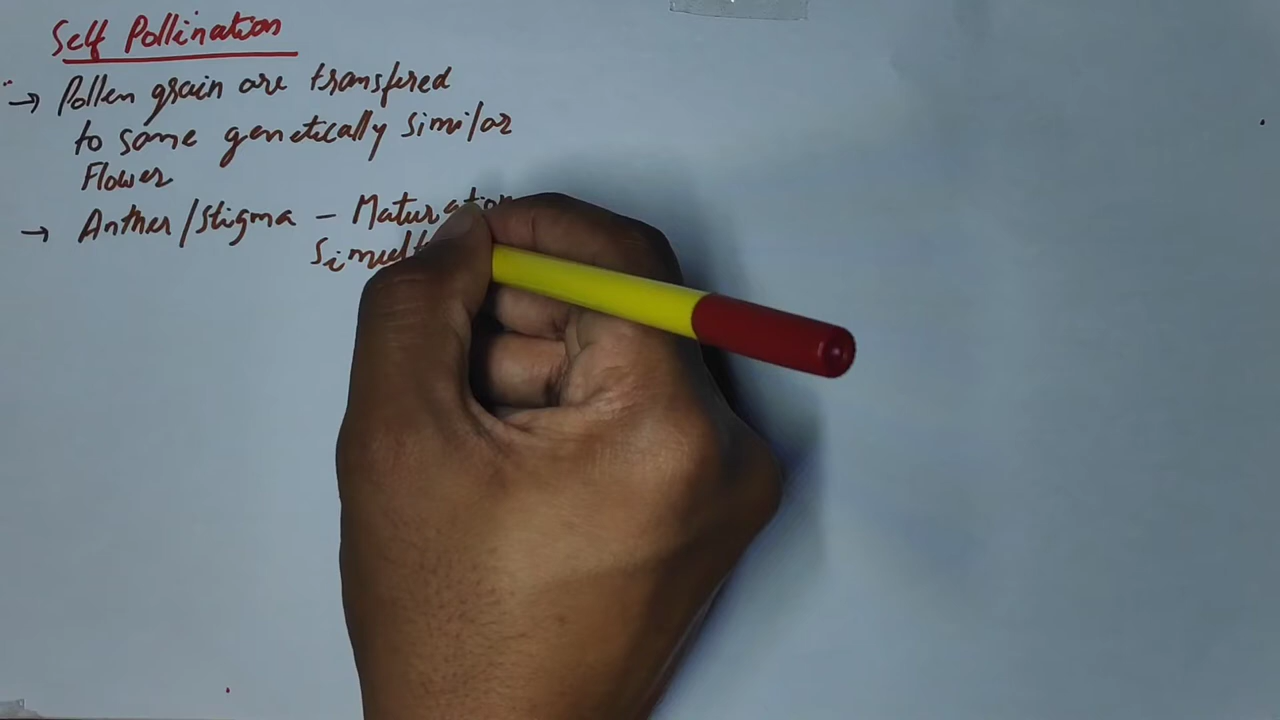 Self Pollination
→ Pollen grain are transfered
to same genetically similar
Flower
→ Anther/Stigma – Maturation